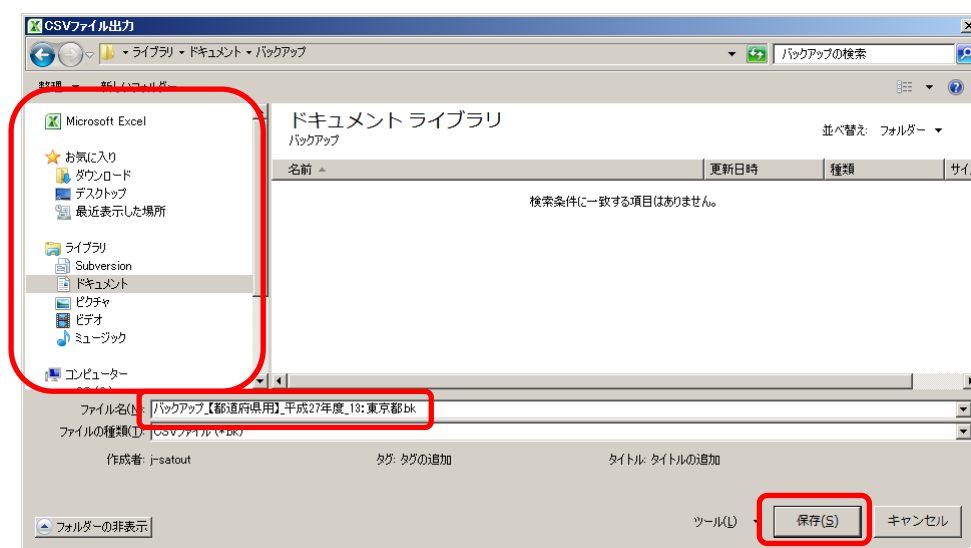 CSVファイル出力
ライブラリ ドキュメント バックアップ
バックアップの検索
整理 新しいフォルダー
Microsoft Excel
お気に入り
ダウンロード
デスクトップ
最近表示した場所
ライブラリ
Subversion
ドキュメント
ピクチャ
ビデオ
ミュージック
コンピューター
ドキュメント ライブラリ
バックアップ
並べ替え: フォルダー
名前 更新日時 種類 サイ
検索条件に一致する項目はありません。
ファイル名(N): バックアップ_【都道府県用】_平成27年度_13:東京都.bk
ファイルの種類(T): CSVファイル (*.bk)
作成者: j-satout タグ: タグの追加 タイトル: タイトルの追加
フォルダーの非表示 ツール(L) 保存(S) キャンセル